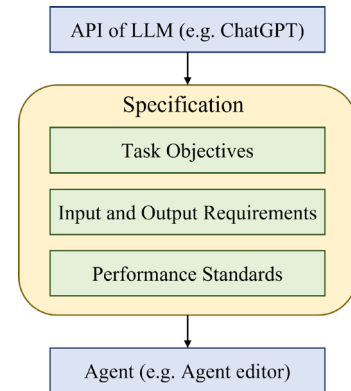 API of LLM (e.g. ChatGPT)
Specification
Task Objectives
Input and Output Requirements
Performance Standards
Agent (e.g. Agent editor)